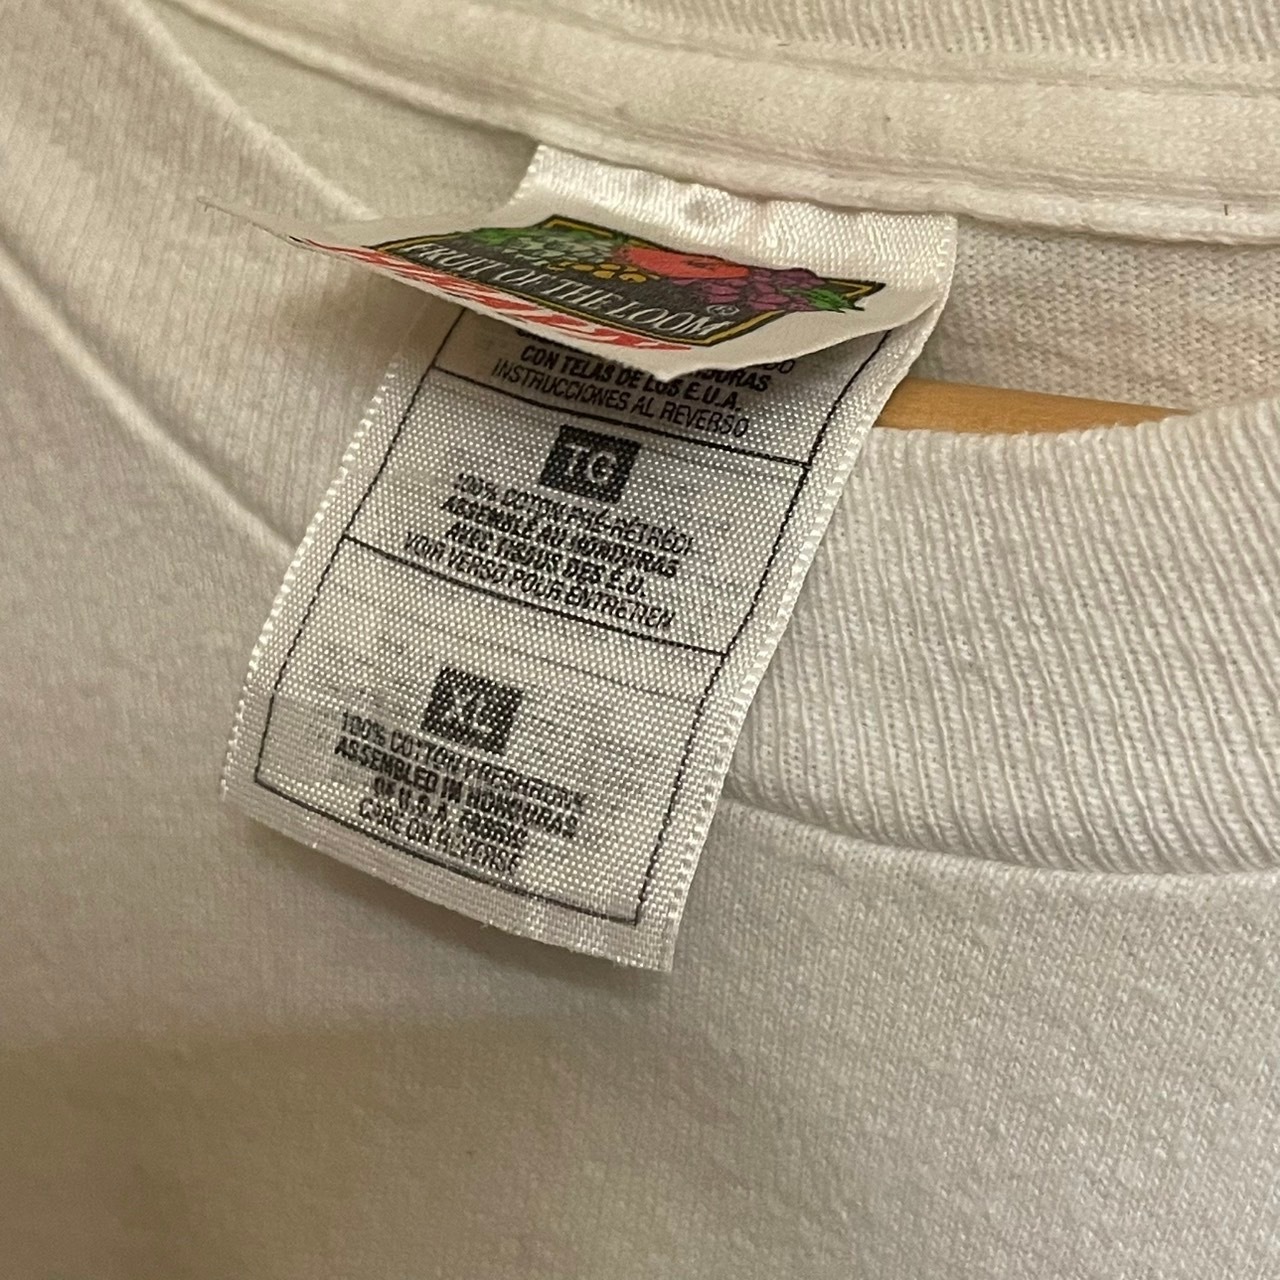 FRUIT OF THE LOOM®
CON TELAS DE LOS E.U.A.
INSTRUCCIONES AL REVERSO
TG
100% COTON PRÉ-RÉTRÉCI
ASSEMBLÉ AU HONDURAS
AVEC TISSUS DES É.U.
VOIR VERSO POUR ENTRETIEN
XL
100% COTTON PRESHRUNK
ASSEMBLED IN HONDURAS
OF U.S.A. FABRIC
CARE ON REVERSE